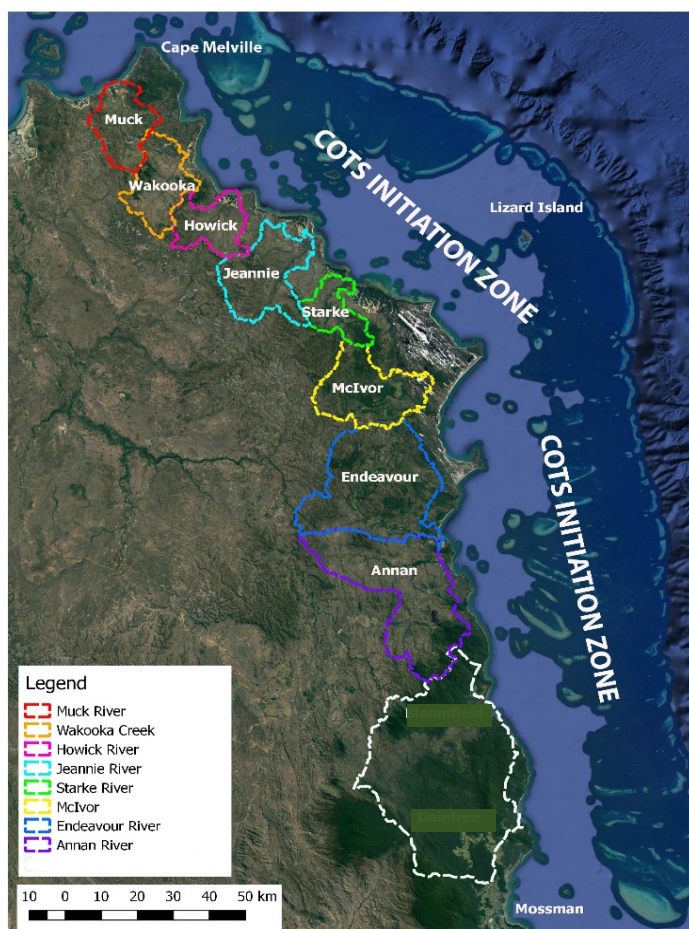 Cape Melville
Muck
COTS INITIATION ZONE
Wakooka
Lizard Island
Howick
Jeannie
Starke
McIvor
COTS INITIATION ZONE
Endeavour
Annan
Legend
Muck River
Wakooka Creek
Howick River
Jeannie River
Starke River
McIvor
Endeavour River
Annan River
10 0 10 20 30 40 50 km
Mossman